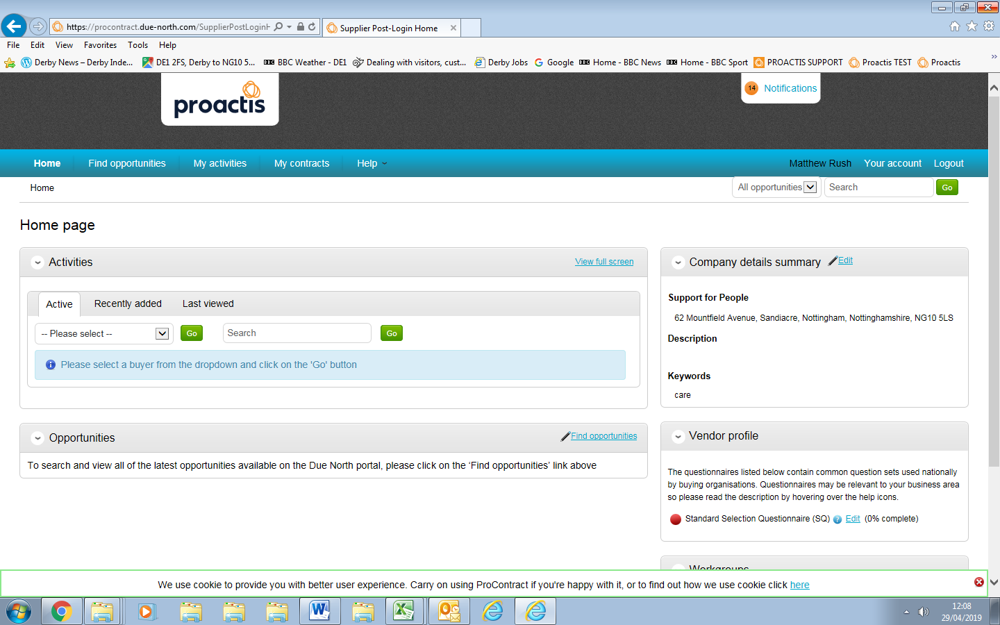 https://procontract.due-north.com/SupplierPostLoginH
Supplier Post-Login Home
File Edit View Favorites Tools Help
Derby News – Derby Inde... DE1 2FS, Derby to NG10 5... BBC Weather - DE1 Dealing with visitors, cust... Derby Jobs Google Home - BBC News Home - BBC Sport PROACTIS SUPPORT Proactis TEST Proactis
proactis
14 Notifications
Home Find opportunities My activities My contracts Help Matthew Rush Your account Logout
Home All opportunities Search Go
Home page
Activities View full screen
Active Recently added Last viewed
-- Please select -- Go Search Go
Please select a buyer from the dropdown and click on the 'Go' button
Opportunities Find opportunities
To search and view all of the latest opportunities available on the Due North portal, please click on the ‘Find opportunities’ link above
Company details summary Edit
Support for People
62 Mountfield Avenue, Sandiacre, Nottingham, Nottinghamshire, NG10 5LS
Description
Keywords
care
Vendor profile
The questionnaires listed below contain common question sets used nationally
by buying organisations. Questionnaires may be relevant to your business area
so please read the description by hovering over the help icons.
Standard Selection Questionnaire (SQ) Edit (0% complete)
Workgroups
We use cookie to provide you with better user experience. Carry on using ProContract if you're happy with it, or to find out how we use cookie click here
12:08
29/04/2019